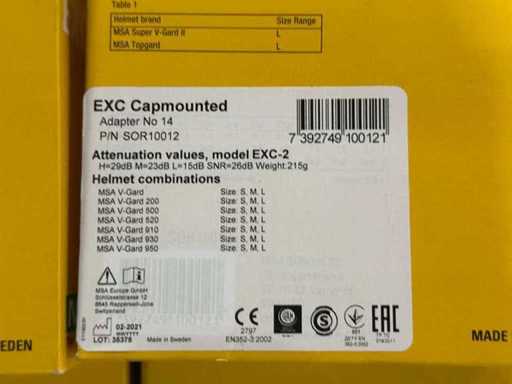 Table 1
Helmet brand Size Range
MSA Super V-Gard II L
MSA Topgard L
EXC Capmounted
Adapter No 14
P/N SOR10012
7 392749 100121
Attenuation values, model EXC-2
H=29dB M=23dB L=15dB SNR=26dB Weight:215g
Helmet combinations
MSA V-Gard Size: S, M, L
MSA V-Gard 200 Size: S, M, L
MSA V-Gard 500 Size: S, M, L
MSA V-Gard 520 Size: S, M, L
MSA V-Gard 910 Size: S, M, L
MSA V-Gard 930 Size: S, M, L
MSA V-Gard 950 Size: S, M, L
MSA Europe GmbH
Schlüsselstrasse 12
8645 Rapperswil-Jona
Switzerland
02-2021
LOT: 35378
Made in Sweden
CE
2797
EN352-3:2002
S
EAC
EDEN
MADE